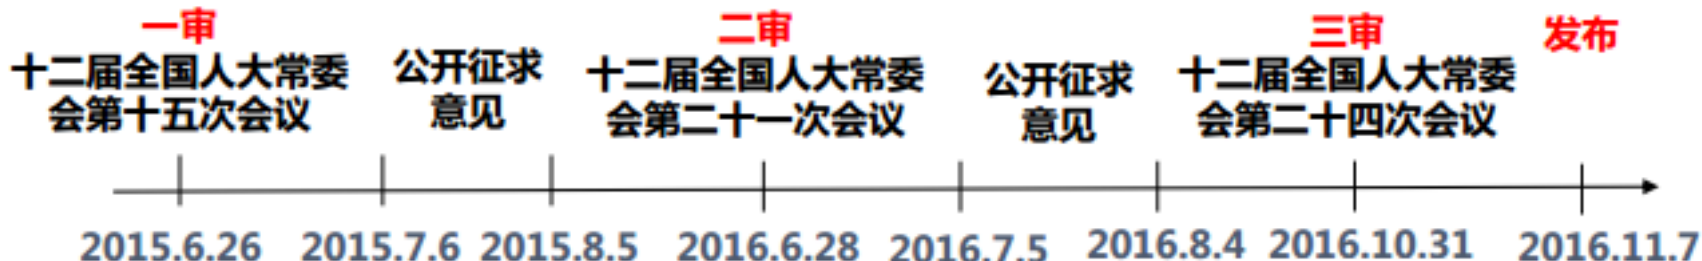 一审
十二届全国人大常委
会第十五次会议
公开征求
意见
二审
十二届全国人大常委
会第二十一次会议
公开征求
意见
三审
十二届全国人大常委
会第二十四次会议
发布
2015.6.26 2015.7.6 2015.8.5 2016.6.28 2016.7.5 2016.8.4 2016.10.31 2016.11.7